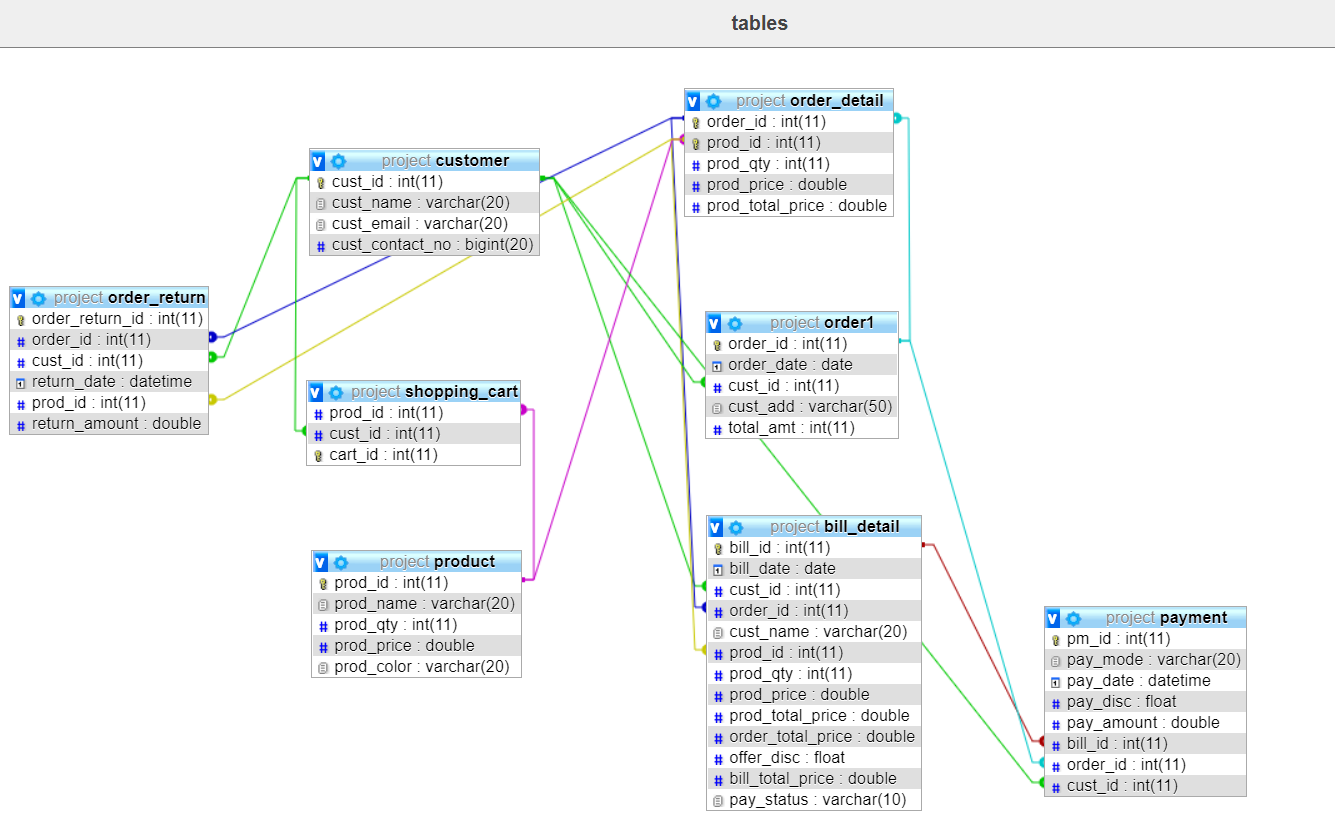 tables
project order_detail
order_id : int(11)
prod_id : int(11)
prod_qty : int(11)
prod_price : double
prod_total_price : double
project customer
cust_id : int(11)
cust_name : varchar(20)
cust_email : varchar(20)
cust_contact_no : bigint(20)
project order_return
order_return_id : int(11)
order_id : int(11)
cust_id : int(11)
return_date : datetime
prod_id : int(11)
return_amount : double
project order1
order_id : int(11)
order_date : date
cust_id : int(11)
cust_add : varchar(50)
total_amt : int(11)
project shopping_cart
prod_id : int(11)
cust_id : int(11)
cart_id : int(11)
project product
prod_id : int(11)
prod_name : varchar(20)
prod_qty : int(11)
prod_price : double
prod_color : varchar(20)
project bill_detail
bill_id : int(11)
bill_date : date
cust_id : int(11)
order_id : int(11)
cust_name : varchar(20)
prod_id : int(11)
prod_qty : int(11)
prod_price : double
prod_total_price : double
order_total_price : double
offer_disc : float
bill_total_price : double
pay_status : varchar(10)
project payment
pm_id : int(11)
pay_mode : varchar(20)
pay_date : datetime
pay_disc : float
pay_amount : double
bill_id : int(11)
order_id : int(11)
cust_id : int(11)